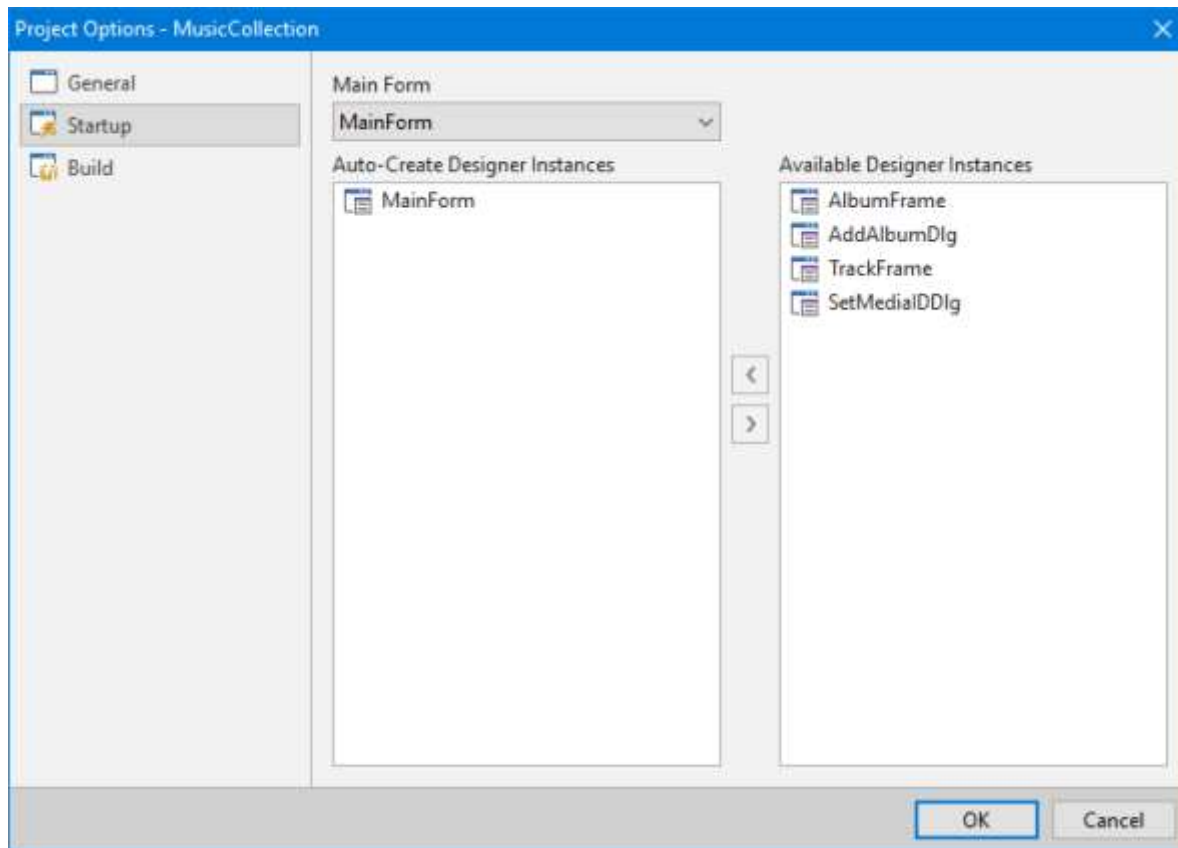 Project Options - MusicCollection
General
Startup
Build
Main Form
MainForm
Auto-Create Designer Instances
MainForm
Available Designer Instances
AlbumFrame
AddAlbumDlg
TrackFrame
SetMediaIDDlg
OK
Cancel